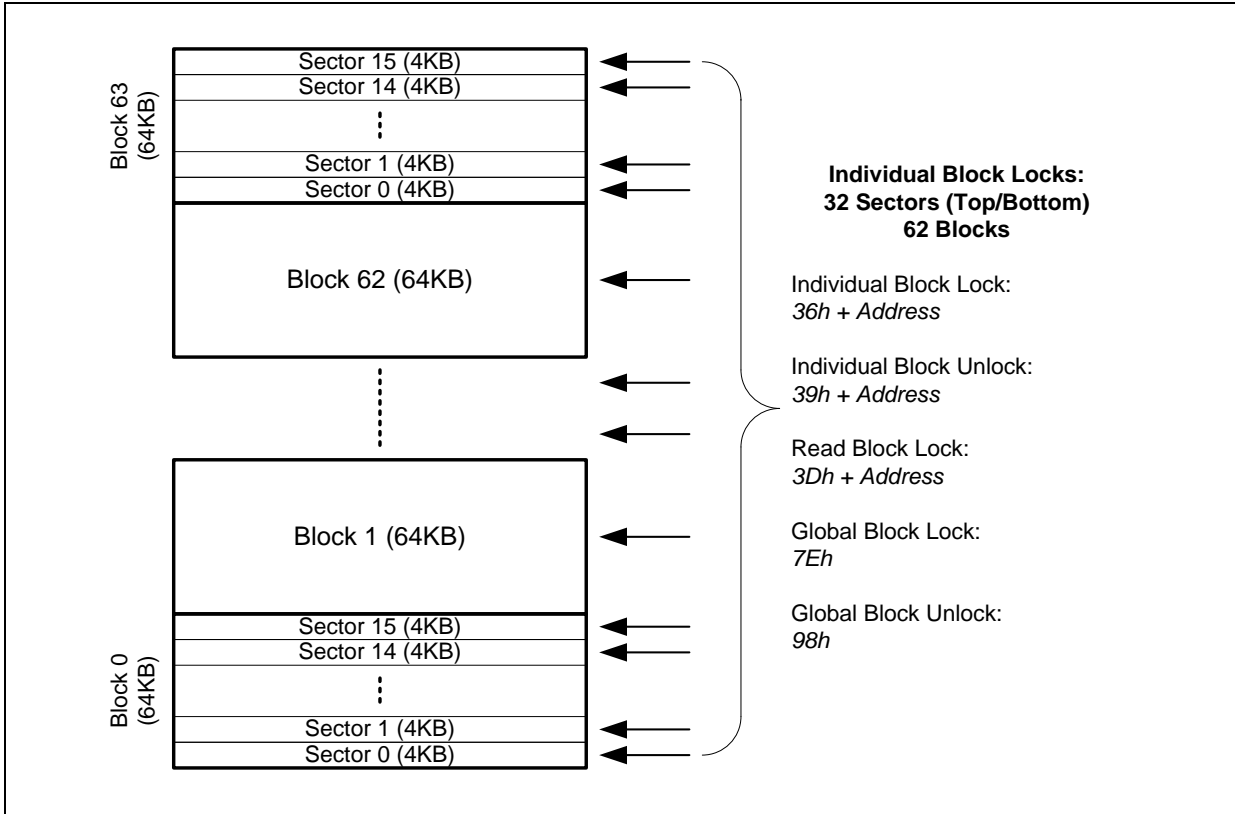 Block 63
(64KB)
Sector 15 (4KB)
Sector 14 (4KB)
Sector 1 (4KB)
Sector 0 (4KB)
Block 62 (64KB)
Block 1 (64KB)
Block 0
(64KB)
Sector 15 (4KB)
Sector 14 (4KB)
Sector 1 (4KB)
Sector 0 (4KB)
Individual Block Locks:
32 Sectors (Top/Bottom)
62 Blocks
Individual Block Lock:
36h + Address
Individual Block Unlock:
39h + Address
Read Block Lock:
3Dh + Address
Global Block Lock:
7Eh
Global Block Unlock:
98h